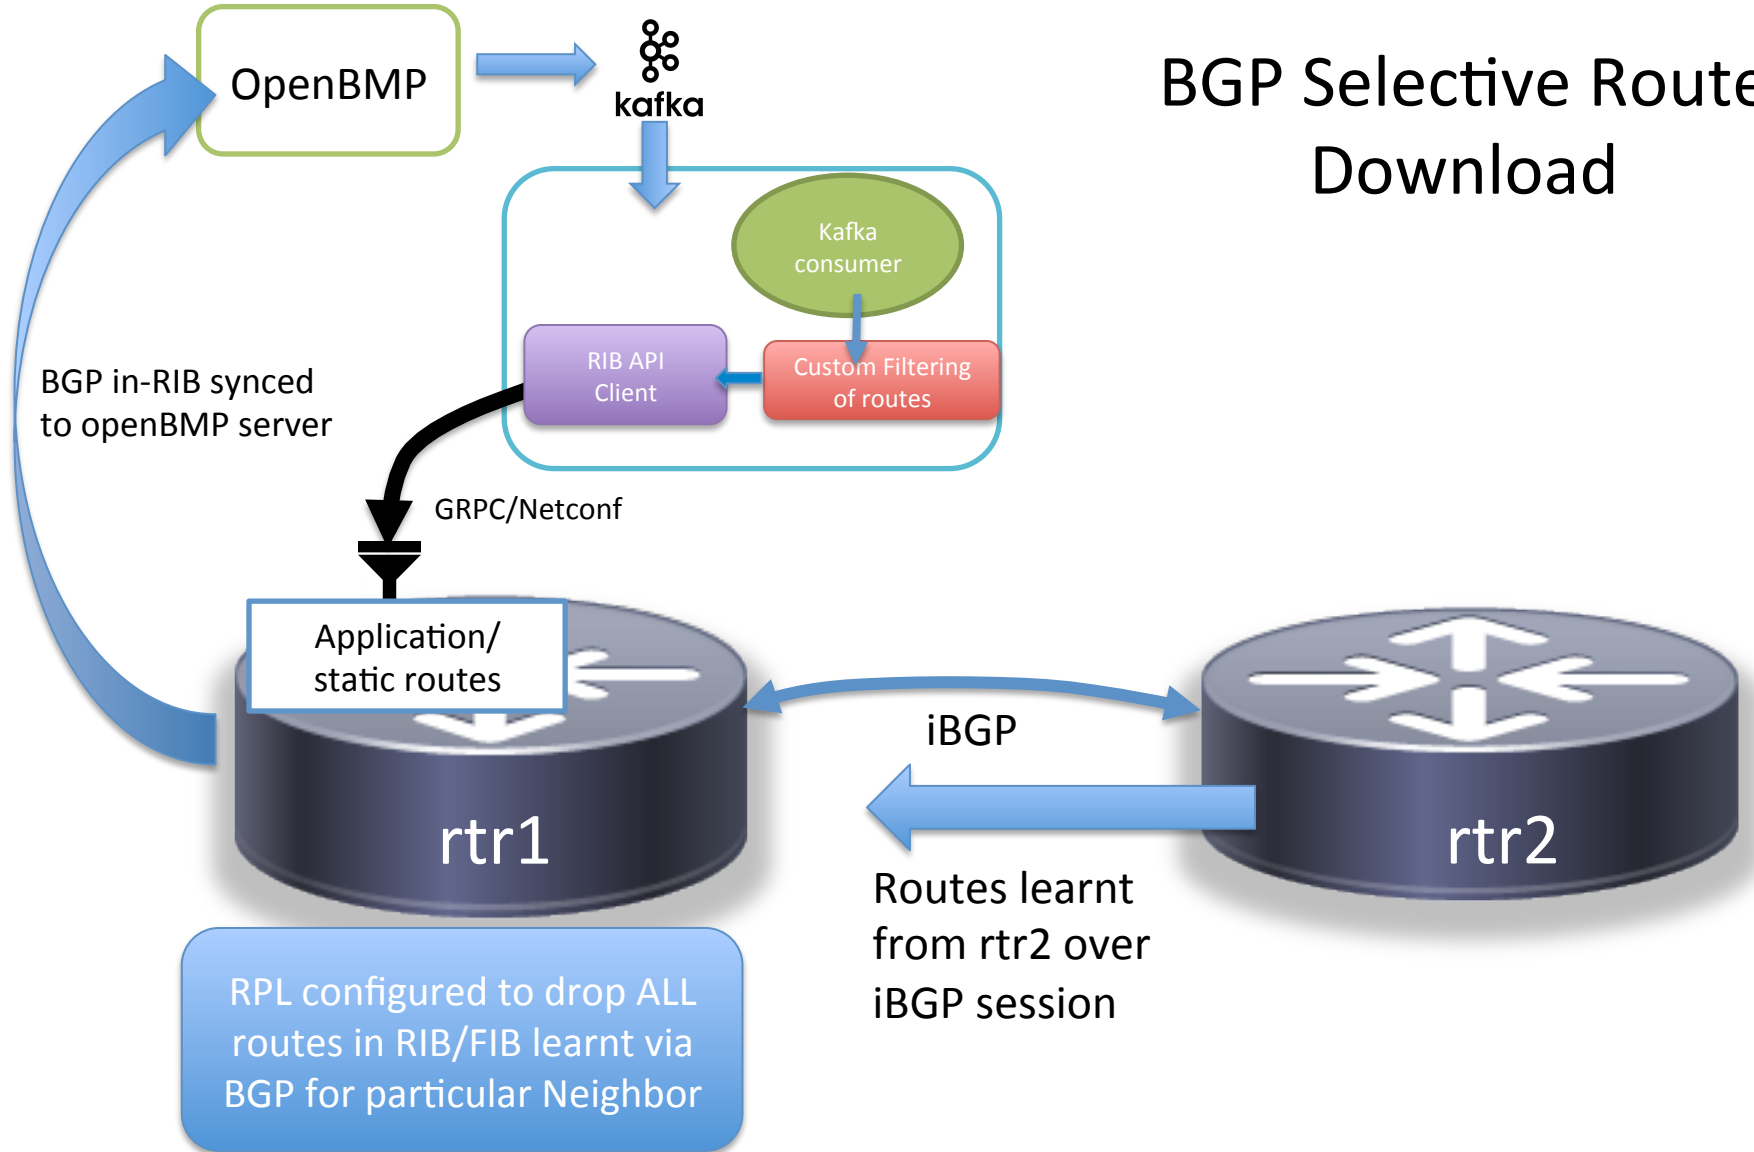 OpenBMP
kafka
BGP Selective Route
Download
Kafka
consumer
RIB API
Client
Custom Filtering
of routes
BGP in-RIB synced
to openBMP server
GRPC/Netconf
Application/
static routes
iBGP
rtr1
rtr2
Routes learnt
from rtr2 over
iBGP session
RPL configured to drop ALL
routes in RIB/FIB learnt via
BGP for particular Neighbor